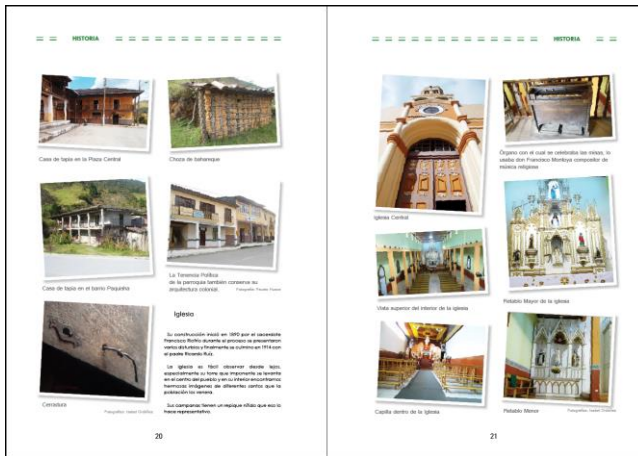 HISTORIA
Casa de tapia en la Plaza Central
Choza de bahareque
Casa de tapia en el barrio Paquisha
La Tenencia Política
de la parroquia también conserva su
arquitectura colonial.
Cerradura
Iglesia
Su construcción inició en 1890 por el sacerdote
Francisco Riofrío durante el proceso se presentaron
varios disturbios y finalmente se culmina en 1914 con
el padre Ricardo Ruíz.
La iglesia es fácil observar desde lejos,
especialmente su torre que imponente se levanta
en el centro del pueblo y en su interior encontramos
hermosas imágenes de diferentes santos que la
población los venera.
Sus campanas tienen un repique nítido que eso lo
hace representativo.
20
HISTORIA
Iglesia Central
Órgano con el cual se celebraba las misas, lo
usaba don Francisco Montoya compositor de
música religiosa
Vista superior del interior de la iglesia
Retablo Mayor de la iglesia
Capilla dentro de la iglesia
Retablo Menor
21